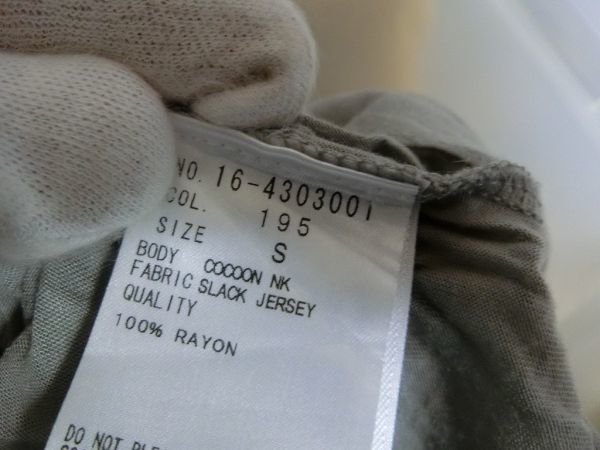 NO. 16-4303001
COL. 195
SIZE S
BODY COCOON NK
FABRIC SLACK JERSEY
QUALITY
100% RAYON
DO NOT